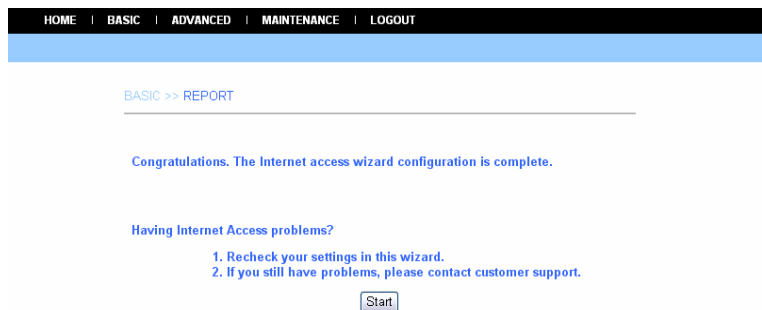 HOME | BASIC | ADVANCED | MAINTENANCE | LOGOUT
BASIC >> REPORT
Congratulations. The Internet access wizard configuration is complete.
Having Internet Access problems?
1. Recheck your settings in this wizard.
2. If you still have problems, please contact customer support.
Start